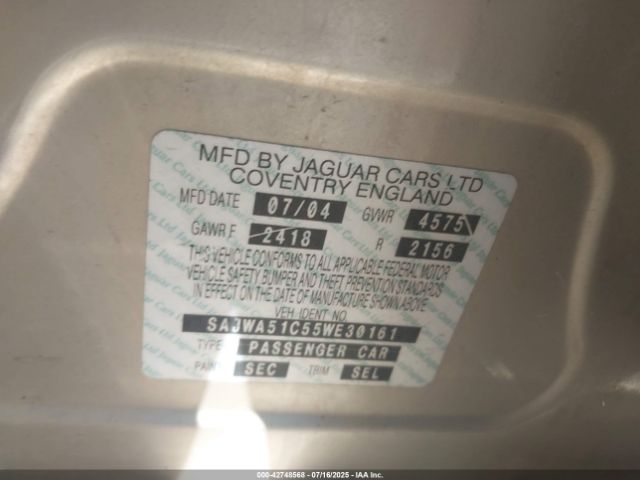 MFD BY JAGUAR CARS LTD
COVENTRY ENGLAND
MFD DATE 07/04 GVWR 4575
GAWR F 2418 R 2156
THIS VEHICLE CONFORMS TO ALL APPLICABLE FEDERAL MOTOR
VEHICLE SAFETY BUMPER AND THEFT PREVENTION STANDARDS
IN EFFECT ON THE DATE OF MANUFACTURE SHOWN ABOVE
VEH IDENT NO.
SAJWA51C55WE30161
TYPE PASSENGER CAR
PAINT SEC TRIM SEL
000-42748568 - 07/16/2025 - IAA Inc.